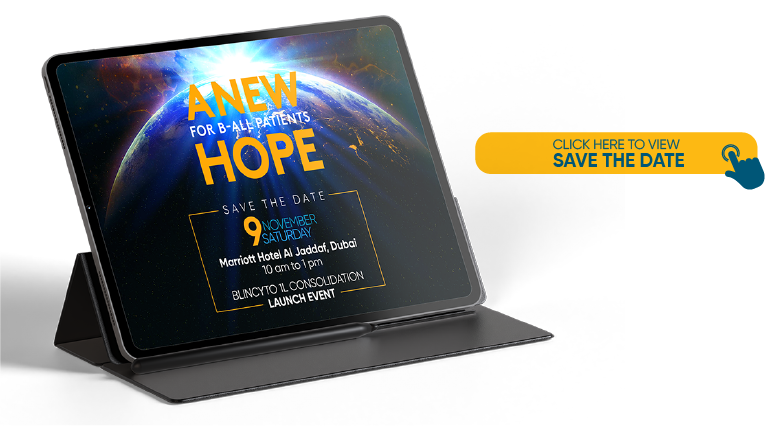 ANEW
FOR B-ALL PATIENTS
HOPE
SAVE THE DATE
9 NOVEMBER
SATURDAY
Marriott Hotel Al Jaddaf, Dubai
10 am to 1 pm
BLINCYTO 1L CONSOLIDATION
LAUNCH EVENT
CLICK HERE TO VIEW
SAVE THE DATE